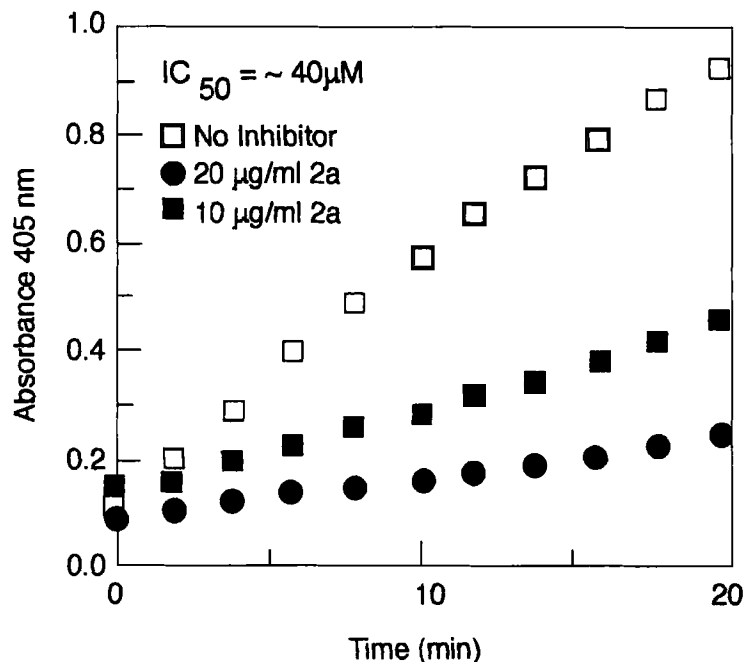 1.0
IC 50 = ~ 40μM
No Inhibitor
20 μg/ml 2a
10 μg/ml 2a
0.8
0.6
0.4
0.2
0.0
Absorbance 405 nm
0
10
20
Time (min)